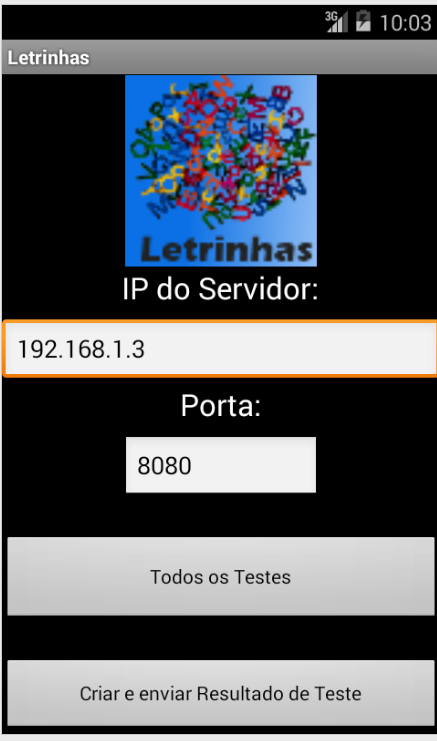 3G 10:03
Letrinhas
Letrinhas
IP do Servidor:
192.168.1.3
Porta:
8080
Todos os Testes
Criar e enviar Resultado de Teste